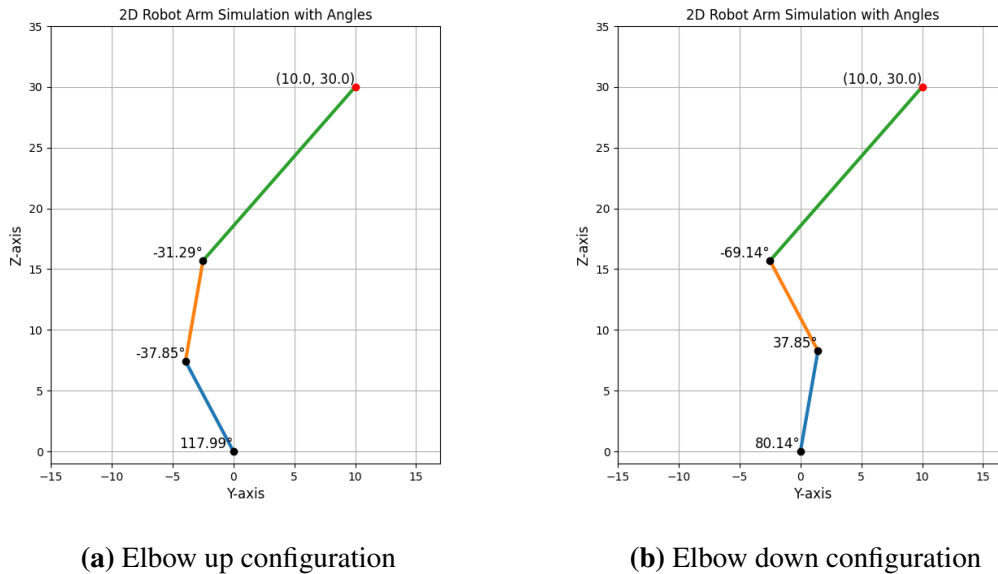 2D Robot Arm Simulation with Angles
35
30
25
20
15
10
5
0
Z-axis
(10.0, 30.0)
-31.29°
-37.85°
117.99°
−15 −10 −5 0 5 10 15
Y-axis
(a) Elbow up configuration
2D Robot Arm Simulation with Angles
35
30
25
20
15
10
5
0
Z-axis
(10.0, 30.0)
-69.14°
37.85°
80.14°
−15 −10 −5 0 5 10 15
Y-axis
(b) Elbow down configuration